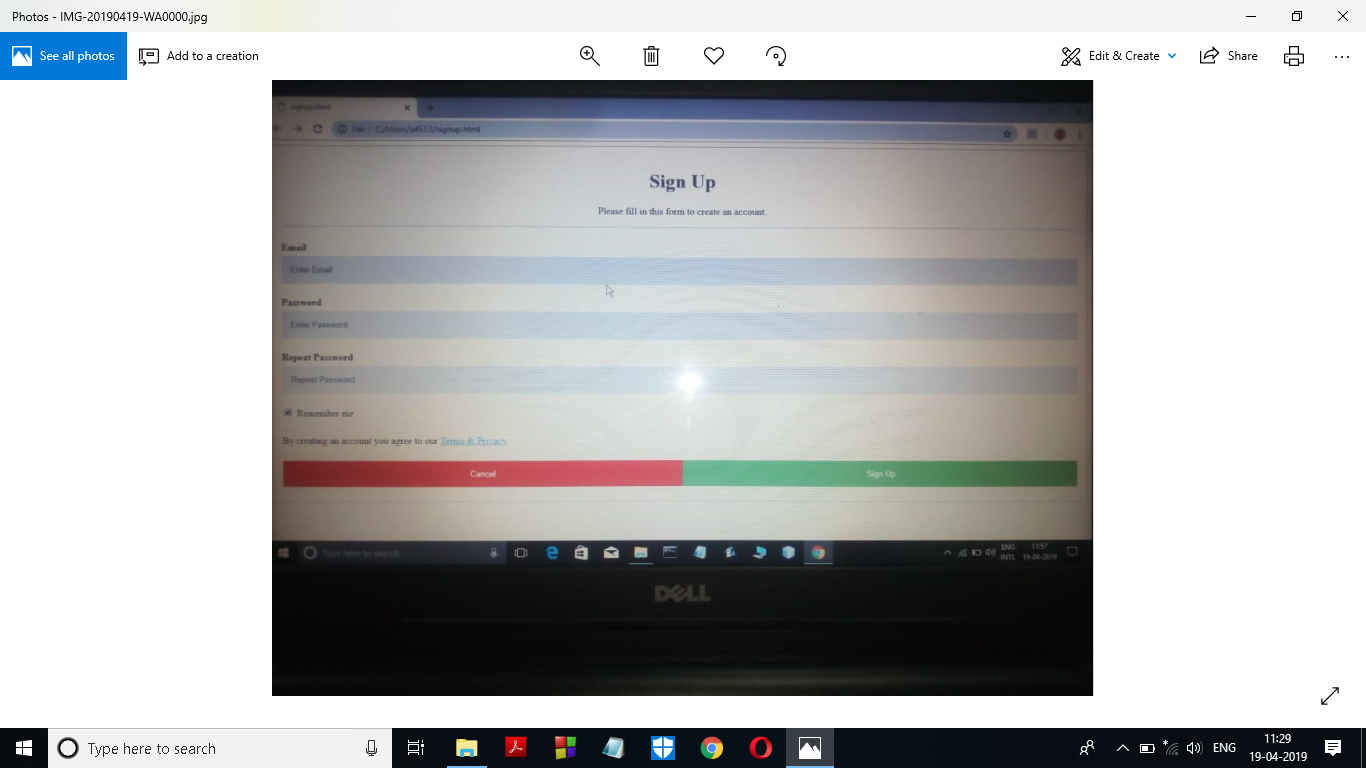 Photos - IMG-20190419-WA0000.jpg
See all photos
Add to a creation
Edit & Create
Share
signup.html
File | C:/Users/a4553/signup.html
Sign Up
Please fill in this form to create an account.
Email
Enter Email
Password
Enter Password
Repeat Password
Repeat Password
Remember me
By creating an account you agree to our Terms & Privacy.
Cancel
Sign Up
Type here to search
ENG
INTL
11:57
19-04-2019
DELL
Type here to search
ENG
11:29
19-04-2019